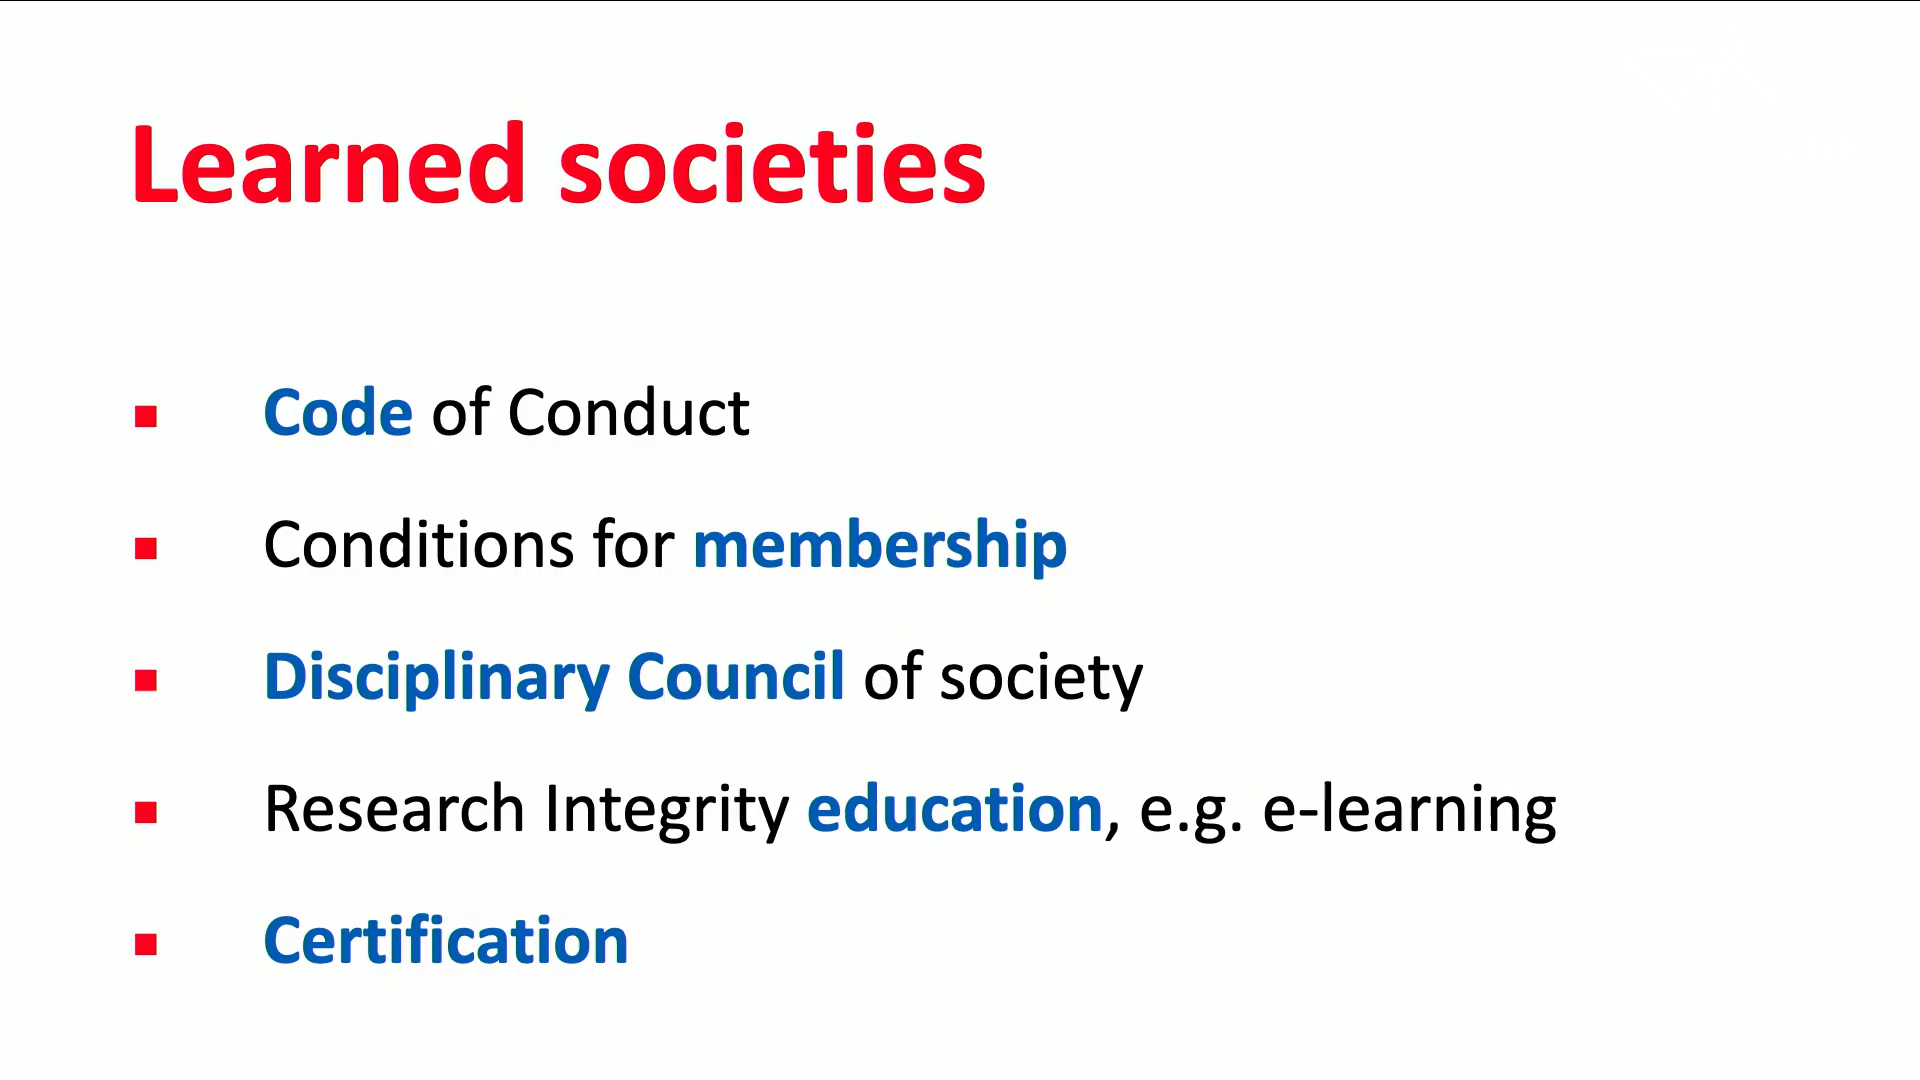 Learned societies
Code of Conduct
Conditions for membership
Disciplinary Council of society
Research Integrity education, e.g. e-learning
Certification